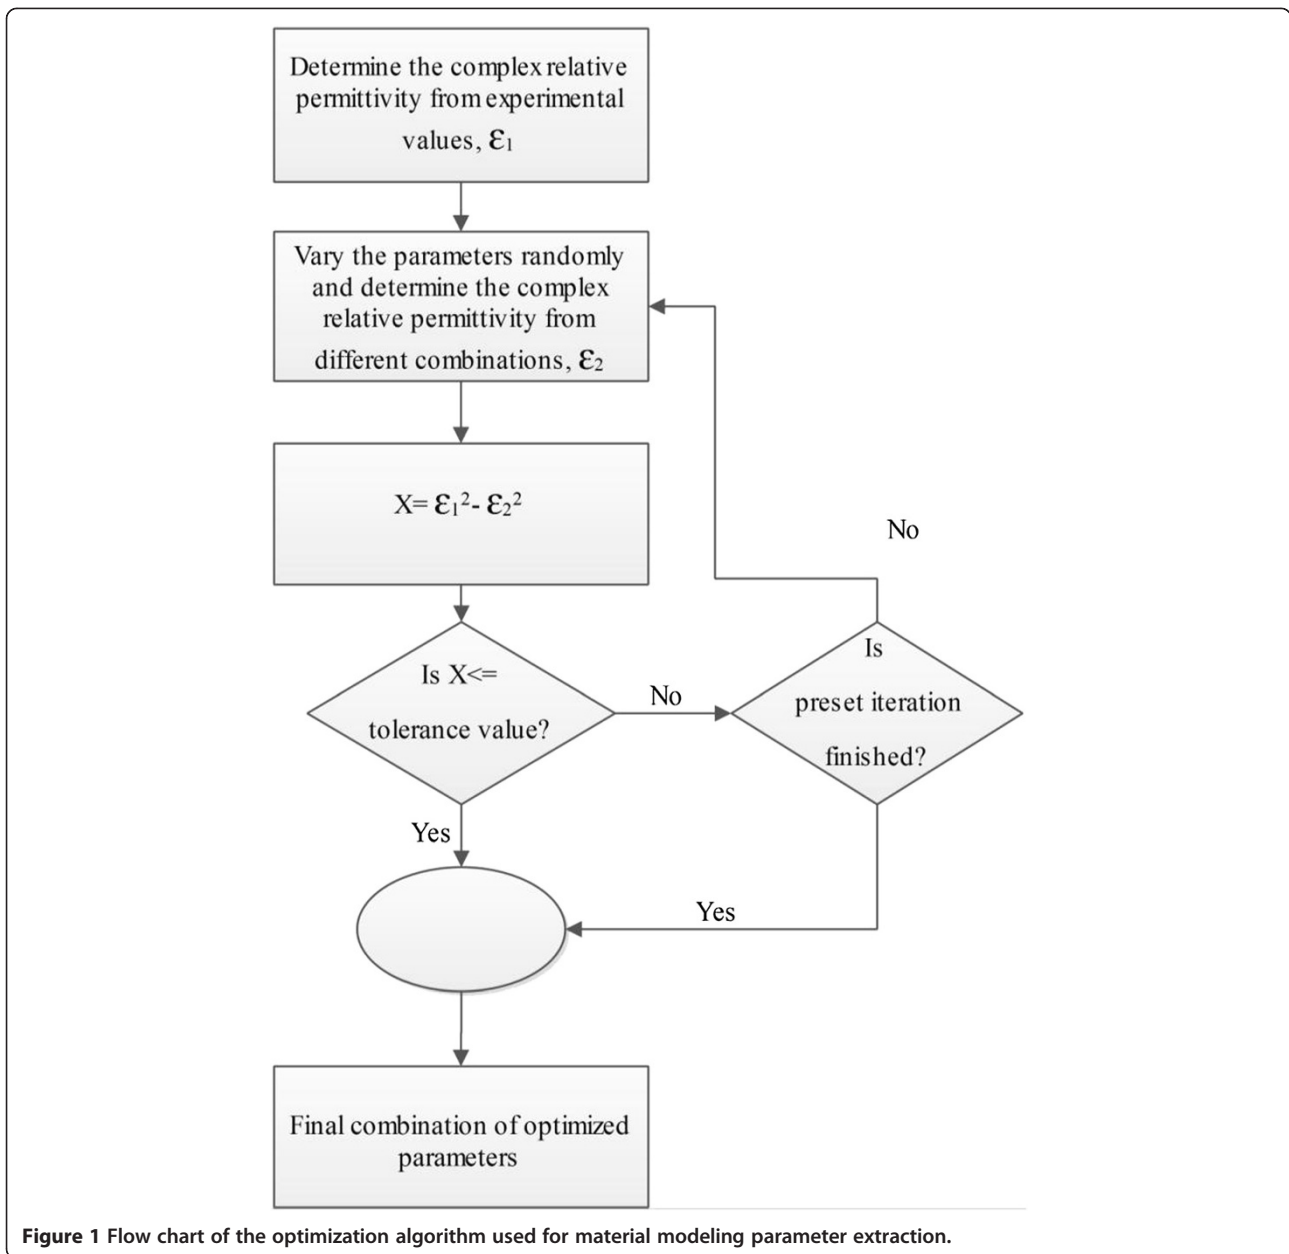 Determine the complex relative
permittivity from experimental
values, ε₁
Vary the parameters randomly
and determine the complex
relative permittivity from
different combinations, ε₂
X= ε₁²- ε₂²
No
Is X<=
tolerance value?
No
Is
preset iteration
finished?
Yes
Yes
Final combination of optimized
parameters
Figure 1 Flow chart of the optimization algorithm used for material modeling parameter extraction.